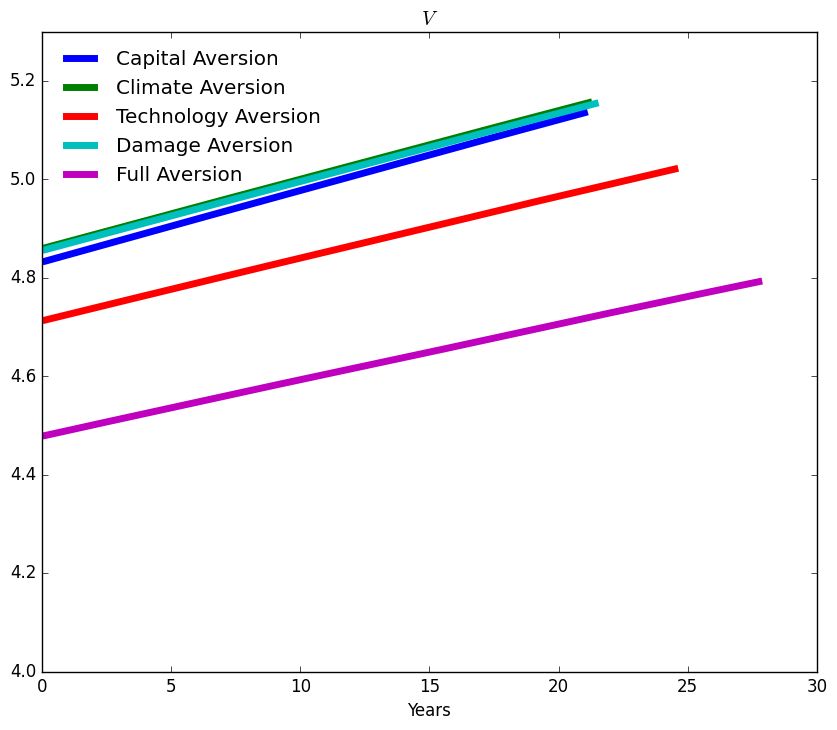 V
5.2
5.0
4.8
4.6
4.4
4.2
4.0
Capital Aversion
Climate Aversion
Technology Aversion
Damage Aversion
Full Aversion
0 5 10 15 20 25 30
Years